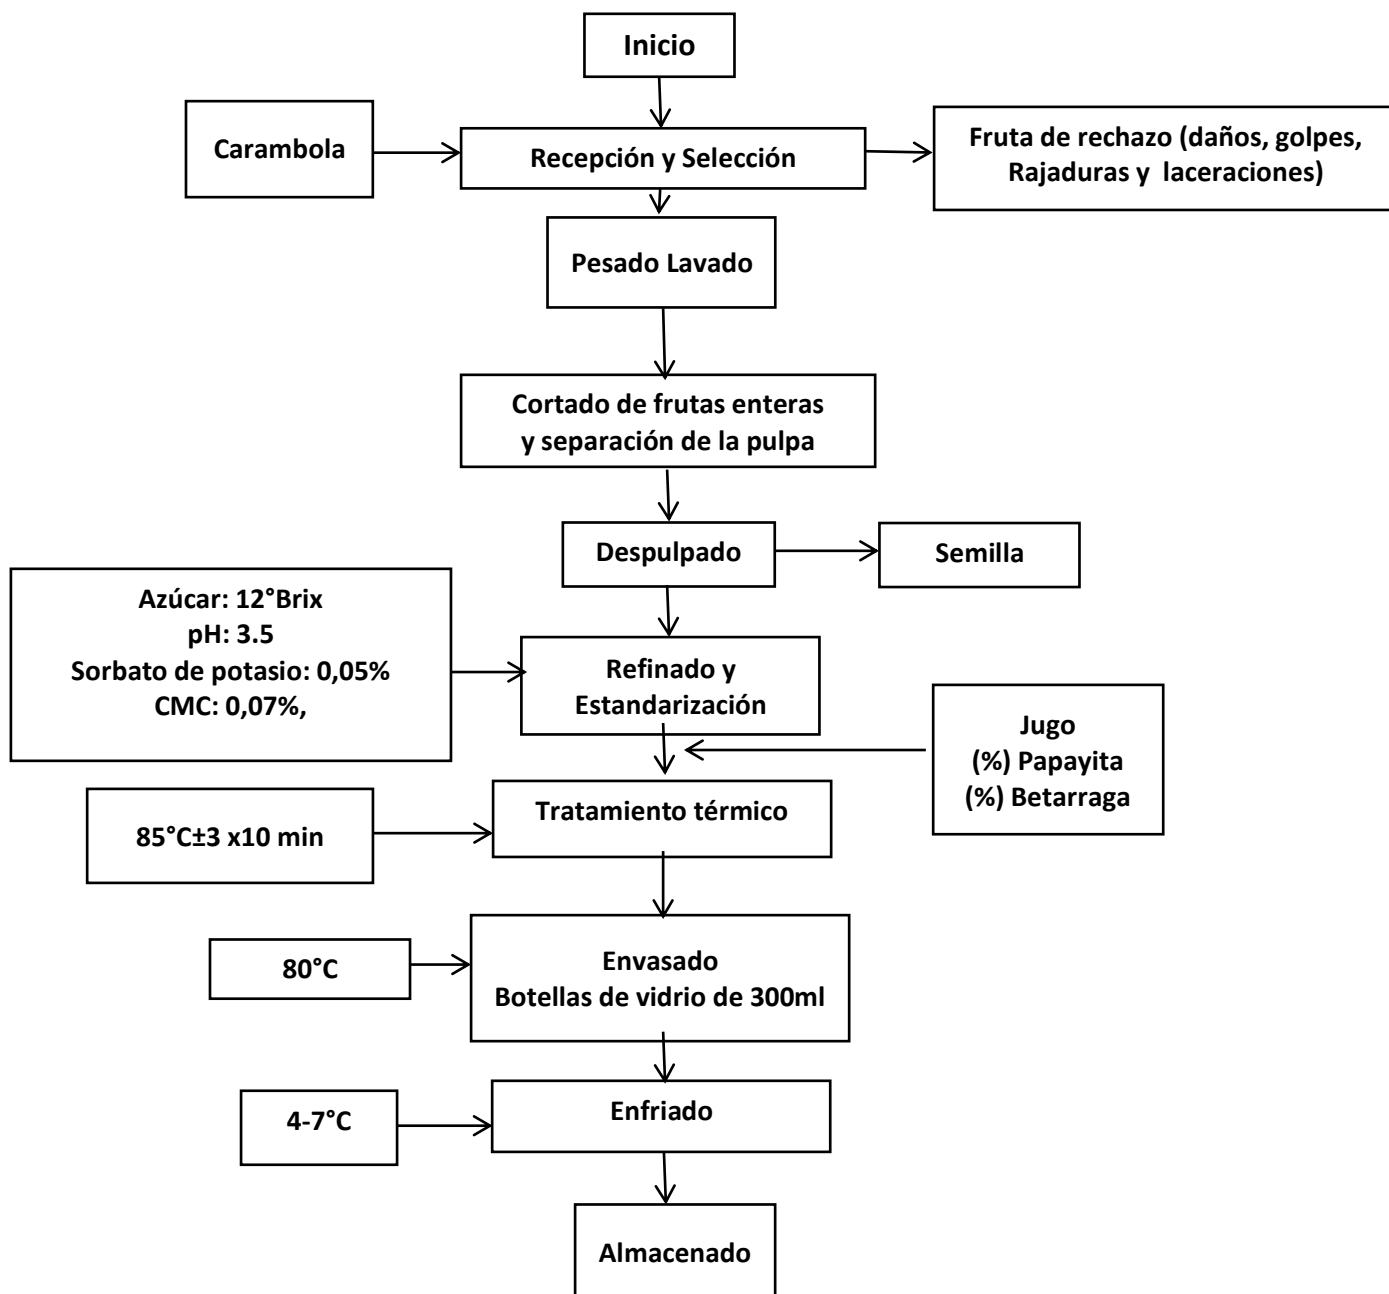 Inicio
Carambola
Recepción y Selección
Fruta de rechazo (daños, golpes,
Rajaduras y laceraciones)
Pesado Lavado
Cortado de frutas enteras
y separación de la pulpa
Despulpado
Semilla
Azúcar: 12°Brix
pH: 3.5
Sorbato de potasio: 0,05%
CMC: 0,07%,
Refinado y
Estandarización
Jugo
(%) Papayita
(%) Betarraga
Tratamiento térmico
85°C±3 x10 min
Envasado
Botellas de vidrio de 300ml
80°C
Enfriado
4-7°C
Almacenado